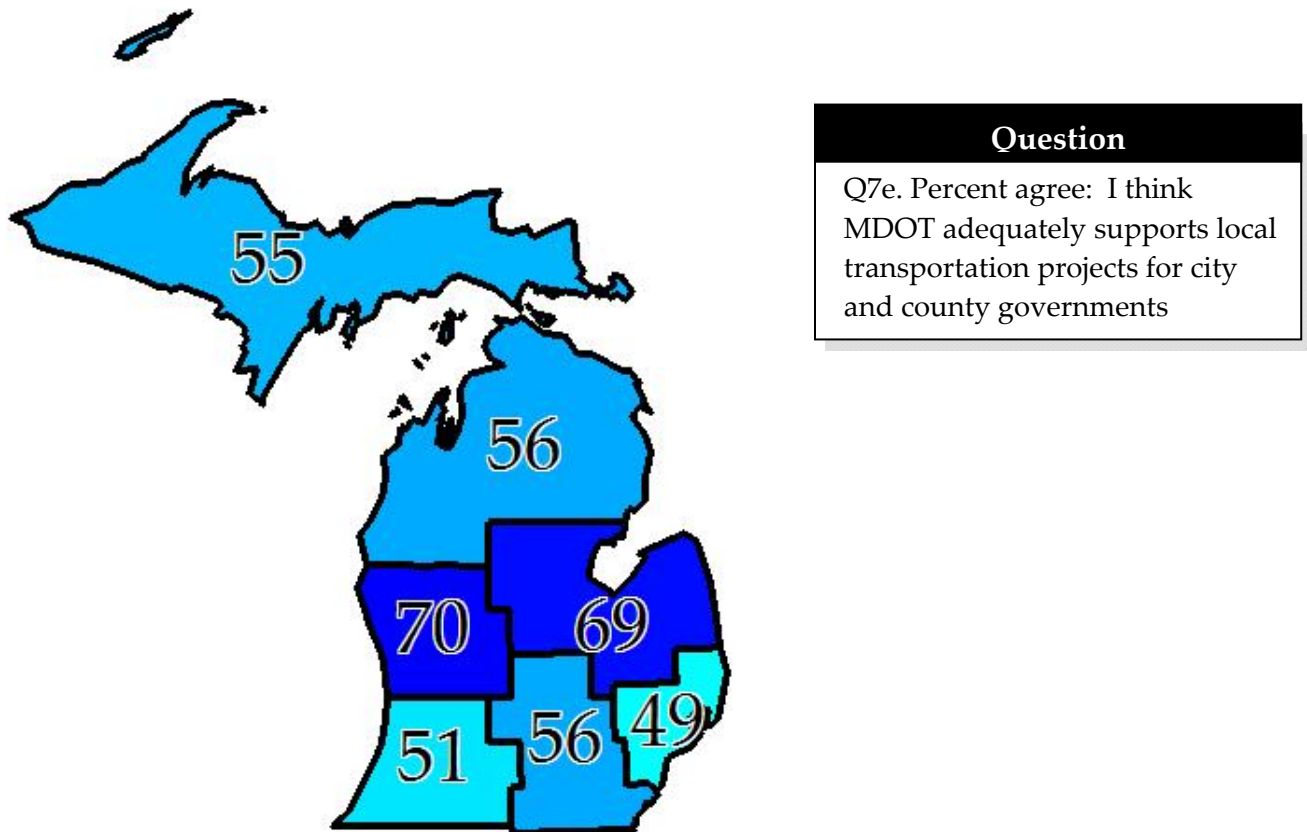 Question
Q7e. Percent agree:  I think
MDOT adequately supports local
transportation projects for city
and county governments
55
56
70
69
51
56
49